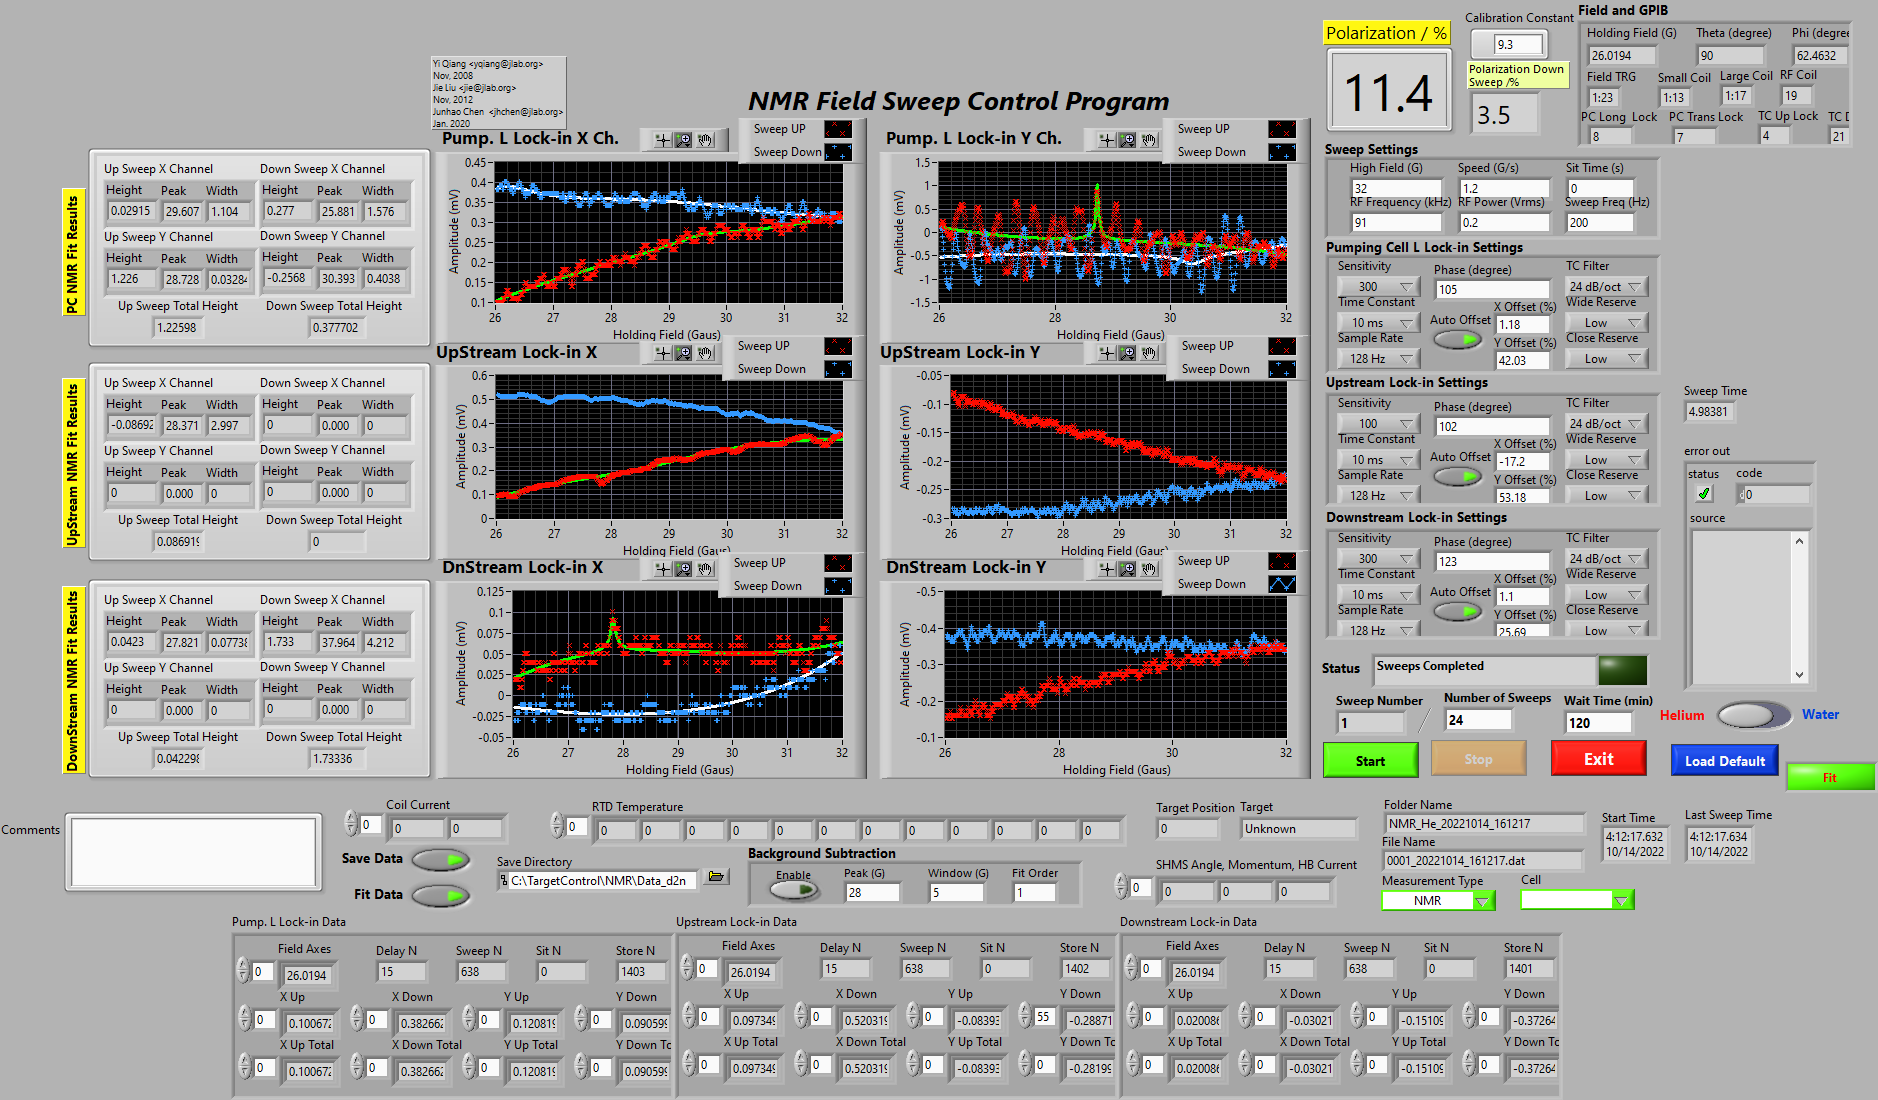 Yi Qiang <yqiang@jlab.org>
Nov, 2008
Jie Liu <jie@jlab.org>
Nov, 2012
Junhao Chen <jhchen@jlab.org>
Jan. 2020
NMR Field Sweep Control Program
Polarization / %
11.4
Calibration Constant
9.3
Polarization Down
Sweep /%
3.5
Field and GPIB
Holding Field (G) Theta (degree) Phi (degree
26.0194 90 62.4632
Field TRG Small Coil Large Coil RF Coil
1:23 1:13 1:17 19
PC Long Lock PC Trans Lock TC Up Lock TC D
8 7 4 21
PC NMR Fit Results
Up Sweep X Channel Down Sweep X Channel
Height Peak Width Height Peak Width
0.02915 29.607 1.104 0.277 25.881 1.576
Up Sweep Y Channel Down Sweep Y Channel
Height Peak Width Height Peak Width
1.226 28.728 0.03284 -0.2568 30.393 0.4038
Up Sweep Total Height Down Sweep Total Height
1.22598 0.377702
Pump. L Lock-in X Ch.
Sweep UP
Sweep Down
Amplitude (mV)
0.45
0.4
0.35
0.3
0.25
0.2
0.15
0.1
26 27 28 29 30 31 32
Holding Field (Gaus)
Pump. L Lock-in Y Ch.
Sweep UP
Sweep Down
Amplitude (mV)
1.5
1
0.5
0
-0.5
-1
-1.5
26 28 30 32
Holding Field (Gaus)
UpStream NMR Fit Results
Up Sweep X Channel Down Sweep X Channel
Height Peak Width Height Peak Width
-0.08692 28.371 2.997 0 0.000 0
Up Sweep Y Channel Down Sweep Y Channel
Height Peak Width Height Peak Width
0 0.000 0 0 0.000 0
Up Sweep Total Height Down Sweep Total Height
0.086919 0
UpStream Lock-in X
Sweep UP
Sweep Down
Amplitude (mV)
0.6
0.5
0.4
0.3
0.2
0.1
0
26 27 28 29 30 31 32
Holding Field (Gaus)
UpStream Lock-in Y
Sweep UP
Sweep Down
Amplitude (mV)
-0.05
-0.1
-0.15
-0.2
-0.25
-0.3
26 27 28 29 30 31 32
Holding Field (Gaus)
DownStream NMR Fit Results
Up Sweep X Channel Down Sweep X Channel
Height Peak Width Height Peak Width
0.0423 27.821 0.07738 1.733 37.964 4.212
Up Sweep Y Channel Down Sweep Y Channel
Height Peak Width Height Peak Width
0 0.000 0 0 0.000 0
Up Sweep Total Height Down Sweep Total Height
0.042298 1.73336
DnStream Lock-in X
Sweep UP
Sweep Down
Amplitude (mV)
0.125
0.1
0.075
0.05
0.025
0
-0.025
-0.05
26 27 28 29 30 31 32
Holding Field (Gaus)
DnStream Lock-in Y
Sweep UP
Sweep Down
Amplitude (mV)
-0.5
-0.4
-0.3
-0.2
-0.1
26 28 30 32
Holding Field (Gaus)
Sweep Settings
High Field (G) Speed (G/s) Sit Time (s)
32 1.2 0
RF Frequency (kHz) RF Power (Vrms) Sweep Freq (Hz)
91 0.2 200
Pumping Cell L Lock-in Settings
Sensitivity Phase (degree) TC Filter
300 105 24 dB/oct
Time Constant X Offset (%) Wide Reserve
10 ms Auto Offset 1.18 Low
Sample Rate Y Offset (%) Close Reserve
128 Hz 42.03 Low
Upstream Lock-in Settings
Sensitivity Phase (degree) TC Filter
100 102 24 dB/oct
Time Constant X Offset (%) Wide Reserve
10 ms Auto Offset -17.2 Low
Sample Rate Y Offset (%) Close Reserve
128 Hz 53.18 Low
Downstream Lock-in Settings
Sensitivity Phase (degree) TC Filter
300 123 24 dB/oct
Time Constant X Offset (%) Wide Reserve
10 ms Auto Offset 1.1 Low
Sample Rate Y Offset (%) Close Reserve
128 Hz 25.69 Low
Sweep Time
4.98381
error out
status code
0
source
Status Sweeps Completed
Sweep Number Number of Sweeps Wait Time (min)
1 / 24 120
Helium Water
Start Stop Exit Load Default Fit
Comments
Coil Current
0 0 0
Save Data
Fit Data
RTD Temperature
0 0 0 0 0 0 0 0 0 0 0 0 0
Save Directory
C:\TargetControl\NMR\Data_d2n
Background Subtraction
Enable Peak (G) Window (G) Fit Order
28 5 1
Target Position Target
0 Unknown
SHMS Angle, Momentum, HB Current
0 0 0 0
Folder Name
NMR_He_20221014_161217
File Name
0001_20221014_161217.dat
Measurement Type Cell
NMR
Start Time
4:12:17.632
10/14/2022
Last Sweep Time
4:12:17.634
10/14/2022
Pump. L Lock-in Data
Field Axes Delay N Sweep N Sit N Store N
0 26.0194 15 638 0 1403
X Up X Down Y Up Y Down
0 0.100672 0 0.382662 0 0.120819 0 0.090599
X Up Total X Down Total Y Up Total Y Down To
0 0.100672 0 0.382662 0 0.120819 0 0.090599
Upstream Lock-in Data
Field Axes Delay N Sweep N Sit N Store N
0 26.0194 15 638 0 1402
X Up X Down Y Up Y Down
0 0.097349 0 0.520319 0 -0.08393 55 -0.28871
X Up Total X Down Total Y Up Total Y Down Tc
0 0.097349 0 0.520319 0 -0.08393 0 -0.28199
Downstream Lock-in Data
Field Axes Delay N Sweep N Sit N Store N
0 26.0194 15 638 0 1401
X Up X Down Y Up Y Down
0 0.020086 0 -0.03021 0 -0.15109 0 -0.37264
X Up Total X Down Total Y Up Total Y Down Tc
0 0.020086 0 -0.03021 0 -0.15109 0 -0.37264